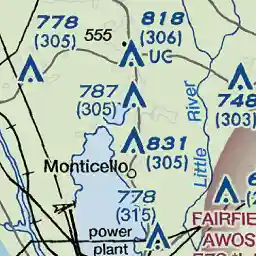 778
(305)
555
818
(306)
UC
787
(305)
748
(303)
Little River
831
(305)
Monticello
778
(315)
power
plant
FAIRFIE
AWOS